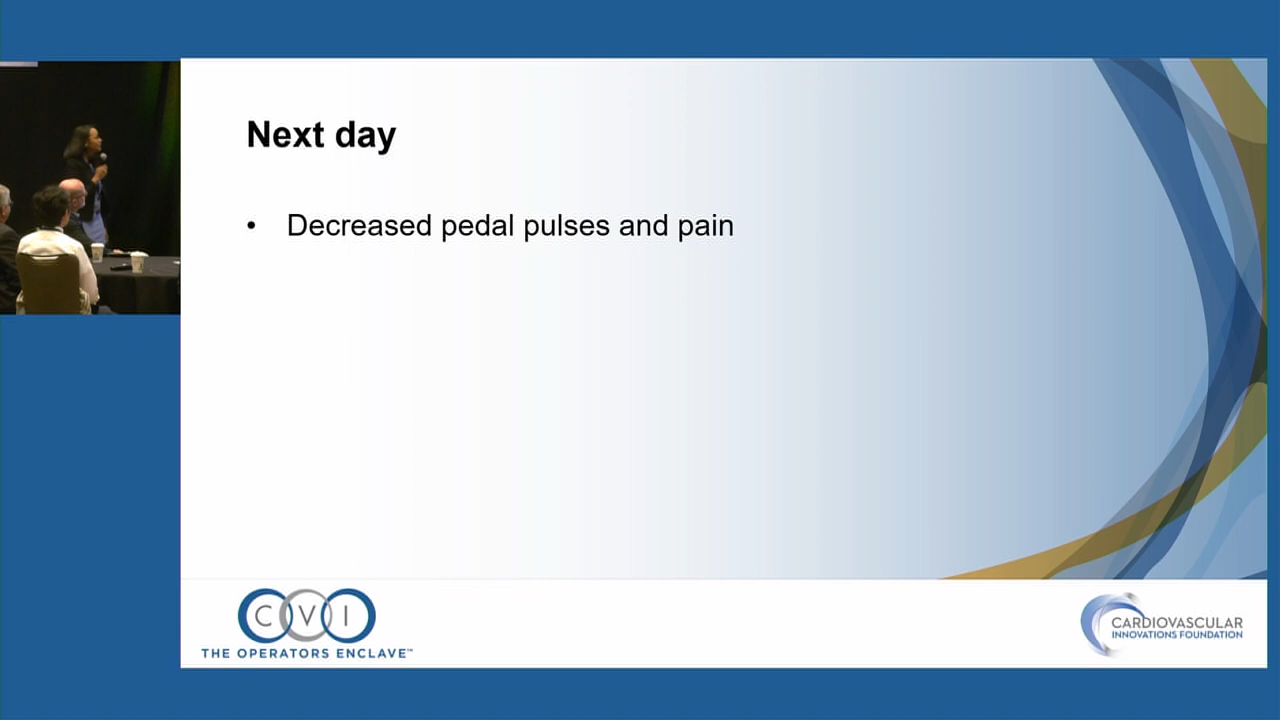 Next day
• Decreased pedal pulses and pain
CVI
THE OPERATORS ENCLAVE™
CARDIOVASCULAR
INNOVATIONS FOUNDATION